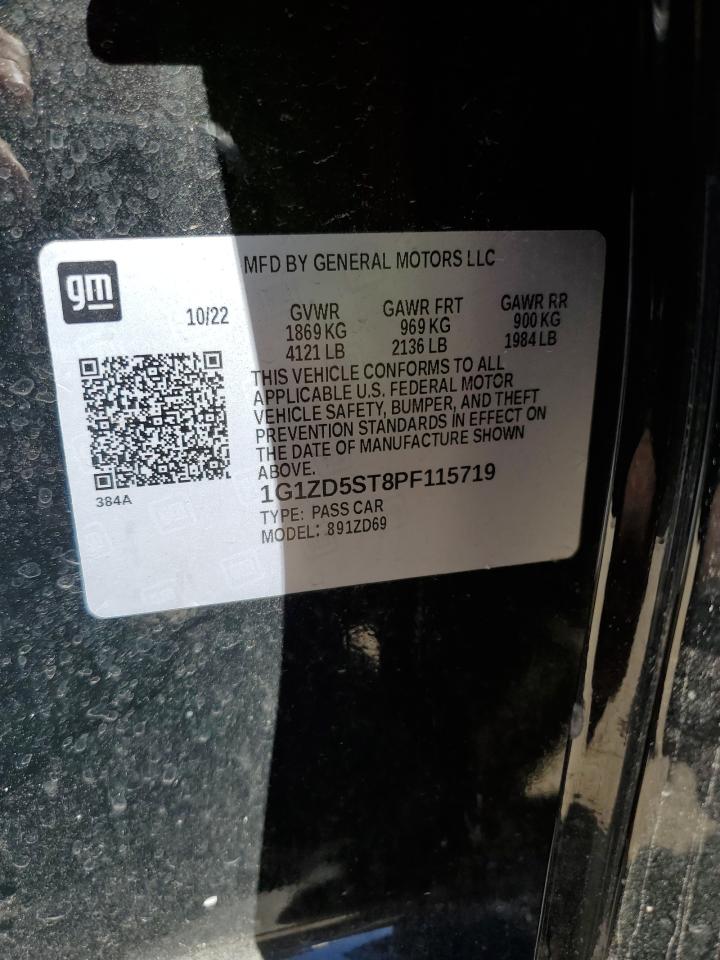 MFD BY GENERAL MOTORS LLC
gm
10/22
GVWR GAWR FRT GAWR RR
1869 KG 969 KG 900 KG
4121 LB 2136 LB 1984 LB
THIS VEHICLE CONFORMS TO ALL
APPLICABLE U.S. FEDERAL MOTOR
VEHICLE SAFETY, BUMPER, AND THEFT
PREVENTION STANDARDS IN EFFECT ON
THE DATE OF MANUFACTURE SHOWN
ABOVE.
384A
1G1ZD5ST8PF115719
TYPE: PASS CAR
MODEL: 891ZD69